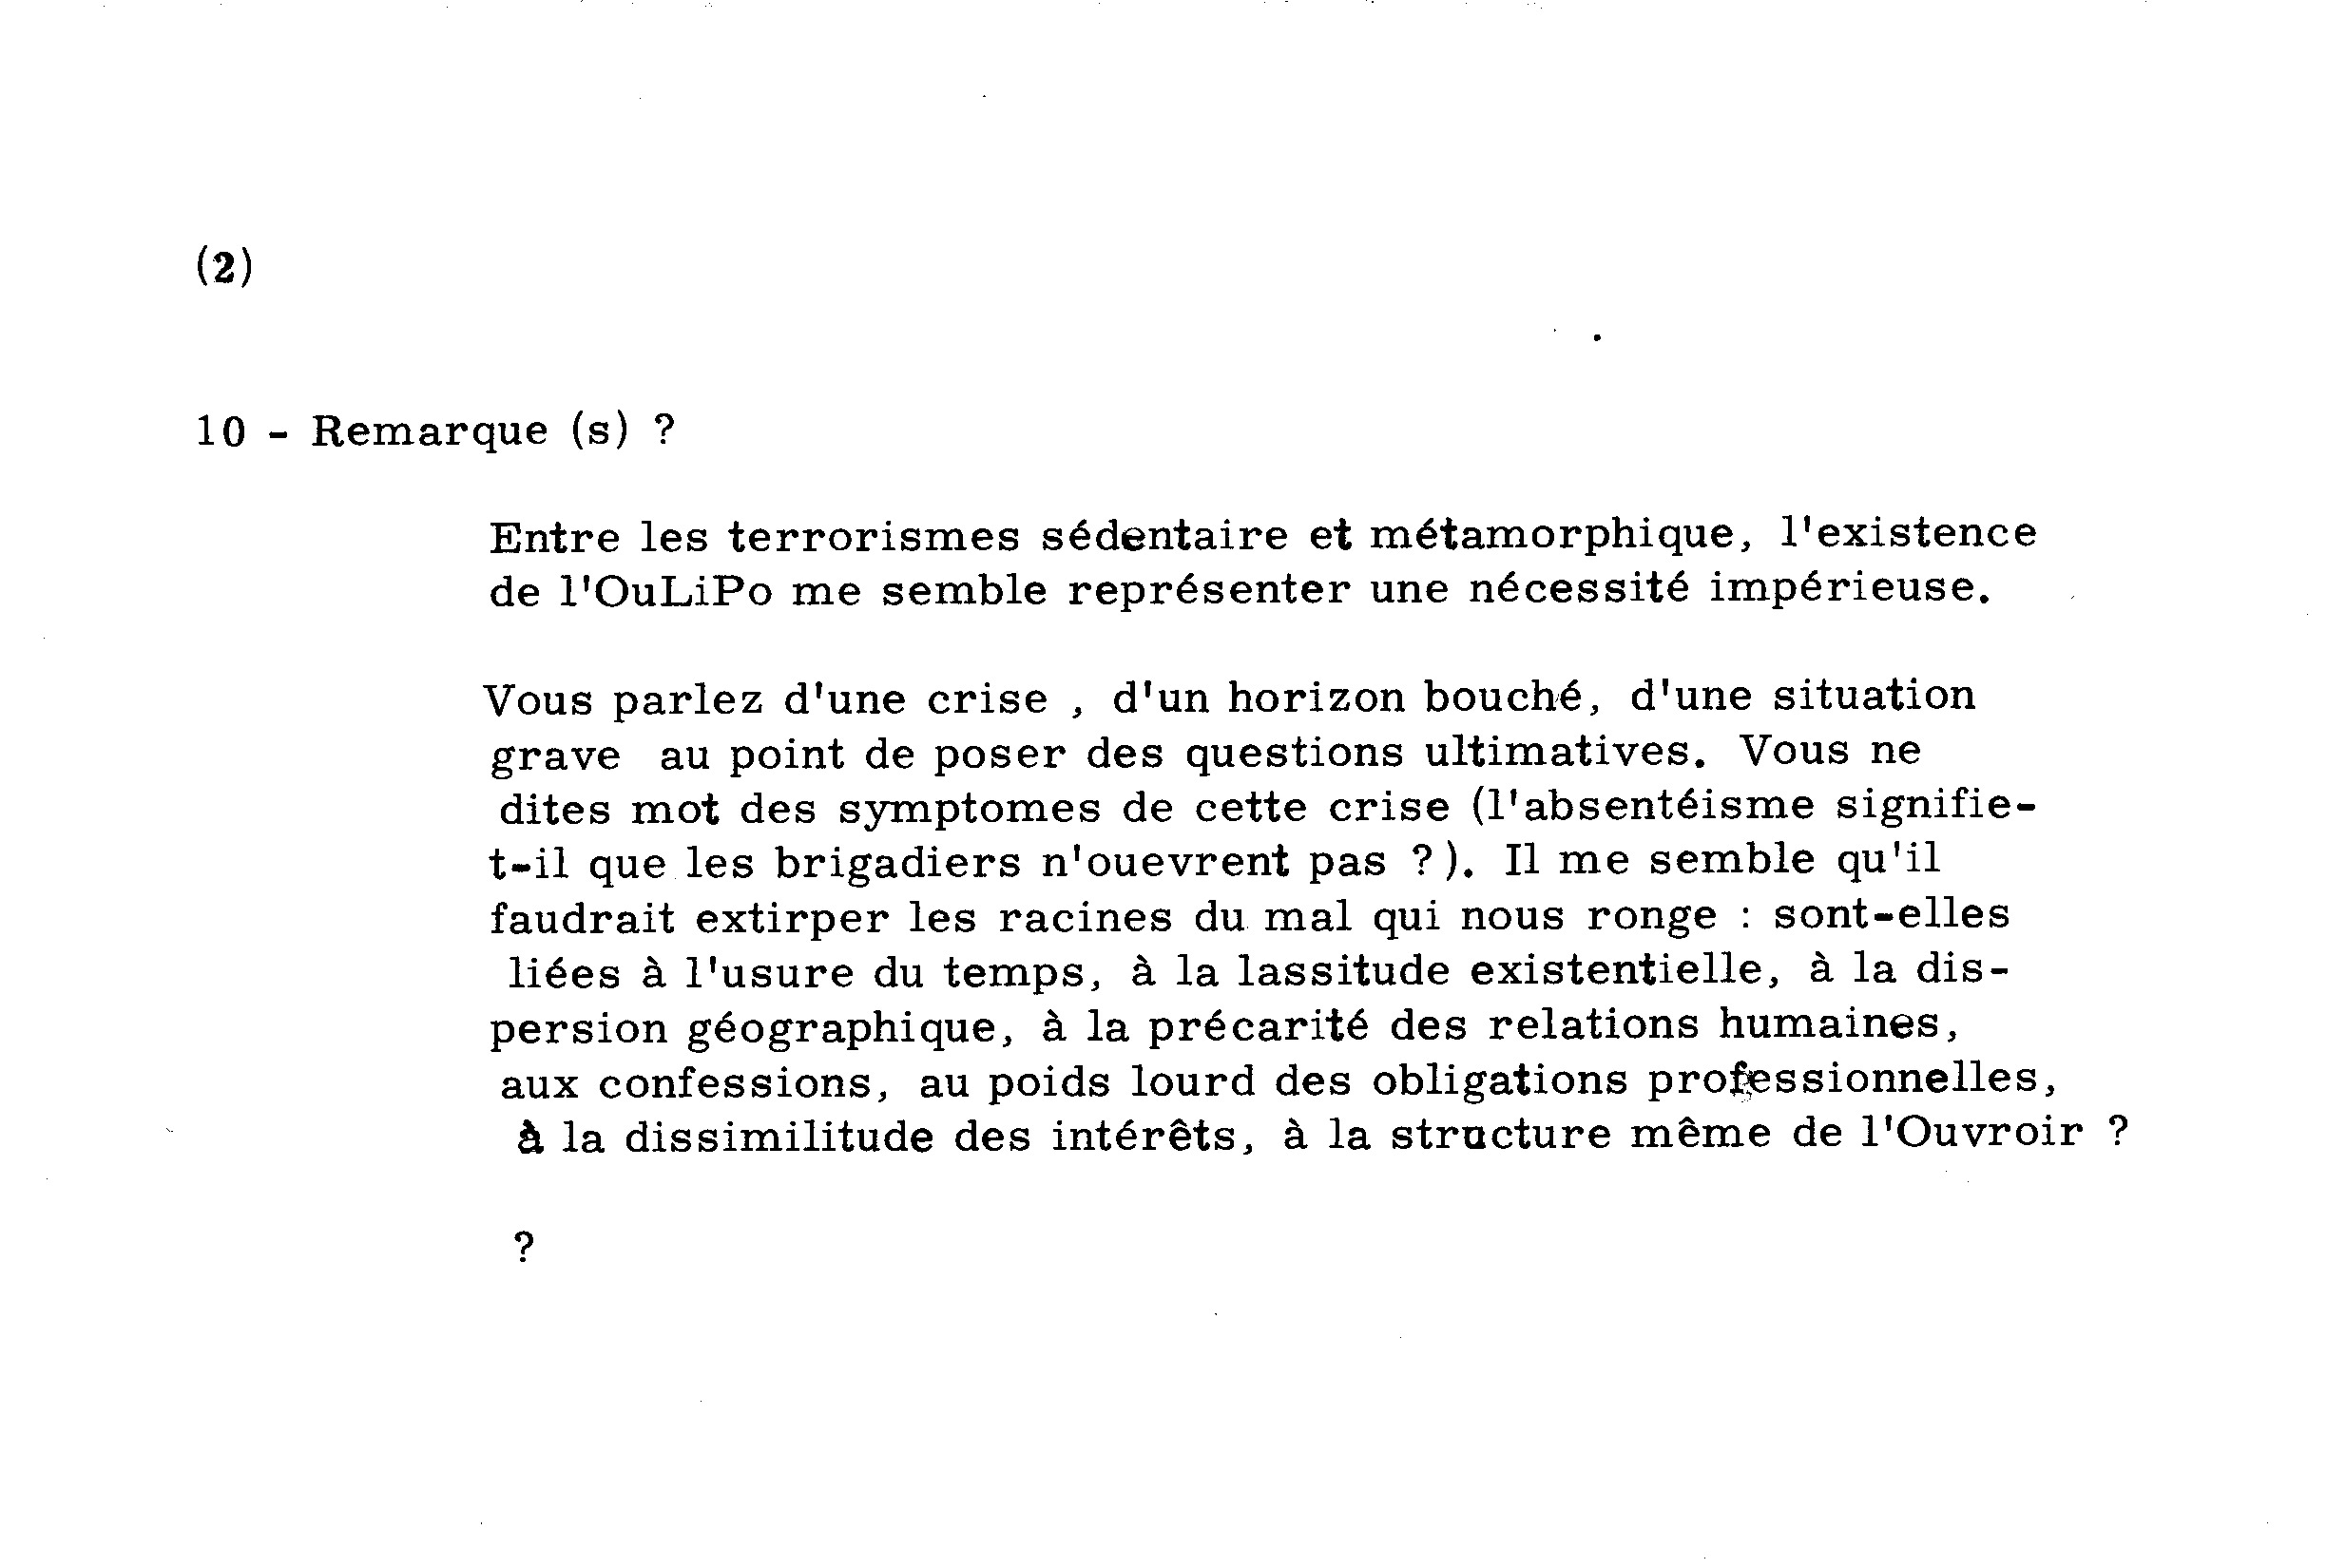 (2)
10 - Remarque (s) ?
Entre les terrorismes sédentaire et métamorphique, l'existence
de l'OuLiPo me semble représenter une nécessité impérieuse.
Vous parlez d'une crise , d'un horizon bouché, d'une situation
grave au point de poser des questions ultimatives. Vous ne
dites mot des symptomes de cette crise (l'absentéisme signifie-
t-il que les brigadiers n'ouevrent pas ?). Il me semble qu'il
faudrait extirper les racines du mal qui nous ronge : sont-elles
liées à l'usure du temps, à la lassitude existentielle, à la dis-
persion géographique, à la précarité des relations humaines,
aux confessions, au poids lourd des obligations professionnelles,
à la dissimilitude des intérêts, à la structure même de l'Ouvroir ?
?